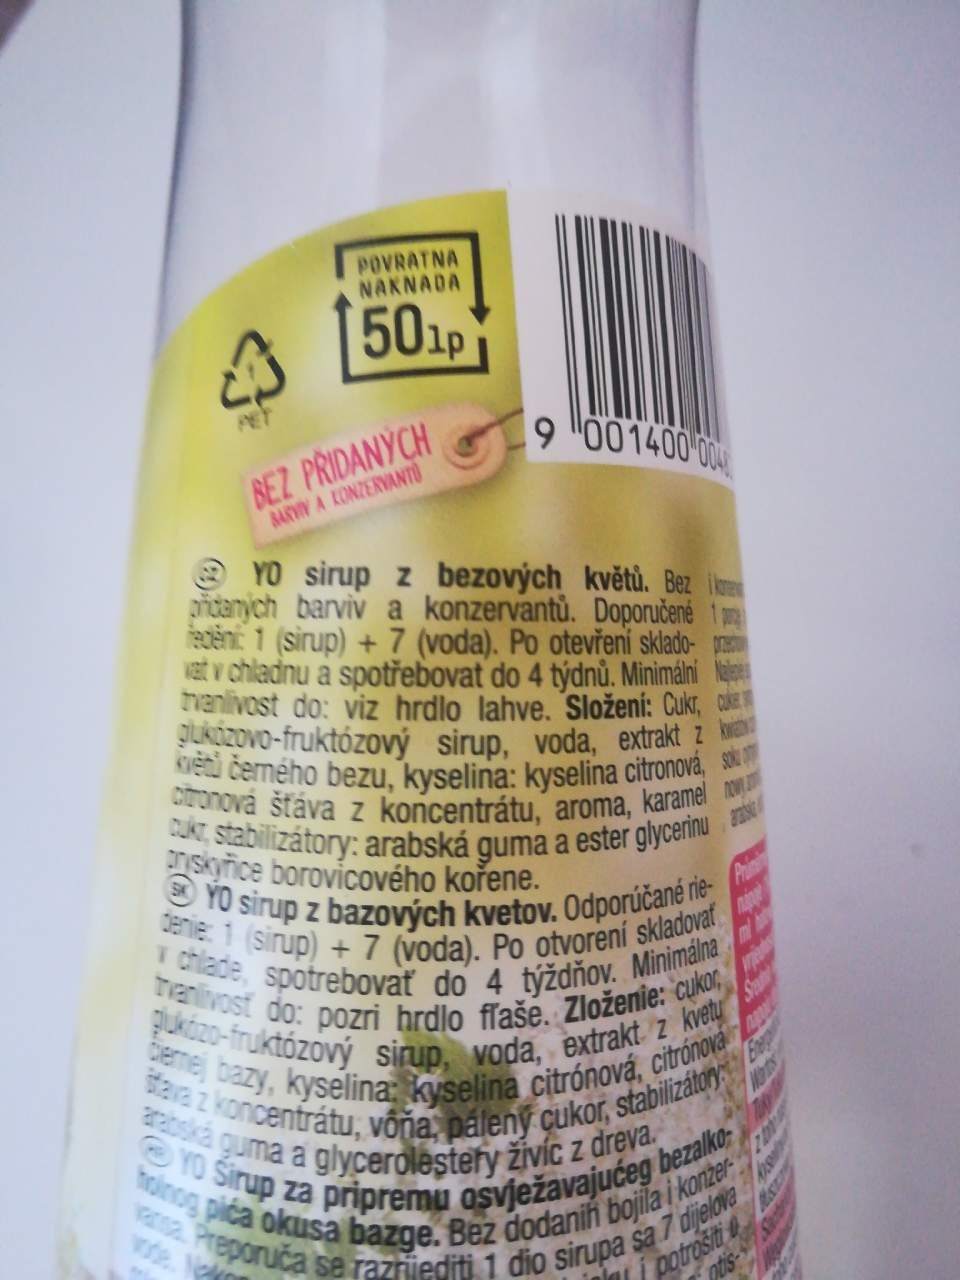 POVRATNA
NAKNADA
50lp
1
PET
BEZ PŘIDANÝCH
BARVIV A KONZERVANTŮ
9 001400 004
CZ YO sirup z bezových květů. Bez
přidaných barviv a konzervantů. Doporučené
ředění: 1 (sirup) + 7 (voda). Po otevření sklado-
vat v chladnu a spotřebovat do 4 týdnů. Minimální
trvanlivost do: viz hrdlo lahve. Složení: Cukr,
glukózovo-fruktózový sirup, voda, extrakt z
květů černého bezu, kyselina: kyselina citronová,
citronová šťáva z koncentrátu, aroma, karamel
cukr, stabilizátory: arabská guma a ester glycerinu
pryskyřice borovicového kořene.
SK YO sirup z bazových kvetov. Odporúčané rie-
denie: 1 (sirup) + 7 (voda). Po otvorení skladovať
v chlade, spotrebovať do 4 týždňov. Minimálna
trvanlivosť do: pozri hrdlo fľaše. Zloženie: cukor,
glukózo-fruktózový sirup, voda, extrakt z kvetu
čiernej bazy, kyselina: kyselina citrónová, citrónová
šťava z koncentrátu, vôňa, pálený cukor, stabilizátory:
arabská guma a glycerolestery živíc z dreva.
HR YO Sirup za pripremu osvježavajućeg bezalko-
holnog pića okusa bazge. Bez dodanih bojila i konzer-
vansa. Preporuča se razrijediti 1 dio sirupa sa 7 dijelova
vode. i potrošiti u